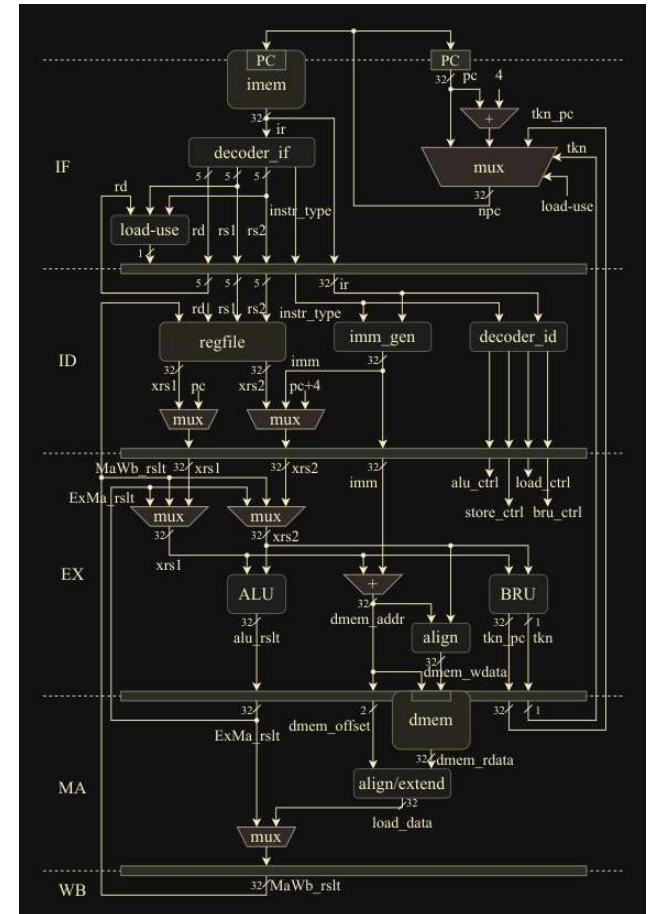 PC
PC
imem
32
pc
4
32
ir
+
tkn_pc
decoder_if
tkn
mux
IF
5
5
5
rd
instr_type
32
npc
load-use
load-use
rd
rs1
rs2
1
5
5
5
32
ir
rd
rs1
rs2
instr_type
regfile
imm_gen
decoder_id
ID
32
32
32
imm
xrs1
pc
xrs2
pc+4
mux
mux
MaWb_rslt
32
xrs1
32
xrs2
32
imm
alu_ctrl
load_ctrl
ExMa_rslt
store_ctrl
bru_ctrl
mux
mux
32
32
xrs2
xrs1
EX
ALU
+
BRU
32
32
32
1
alu_rslt
dmem_addr
align
tkn_pc
tkn
32
dmem_wdata
32
2
32
1
ExMa_rslt
dmem_offset
dmem
32
dmem_rdata
MA
align/extend
32
load_data
mux
WB
32
MaWb_rslt